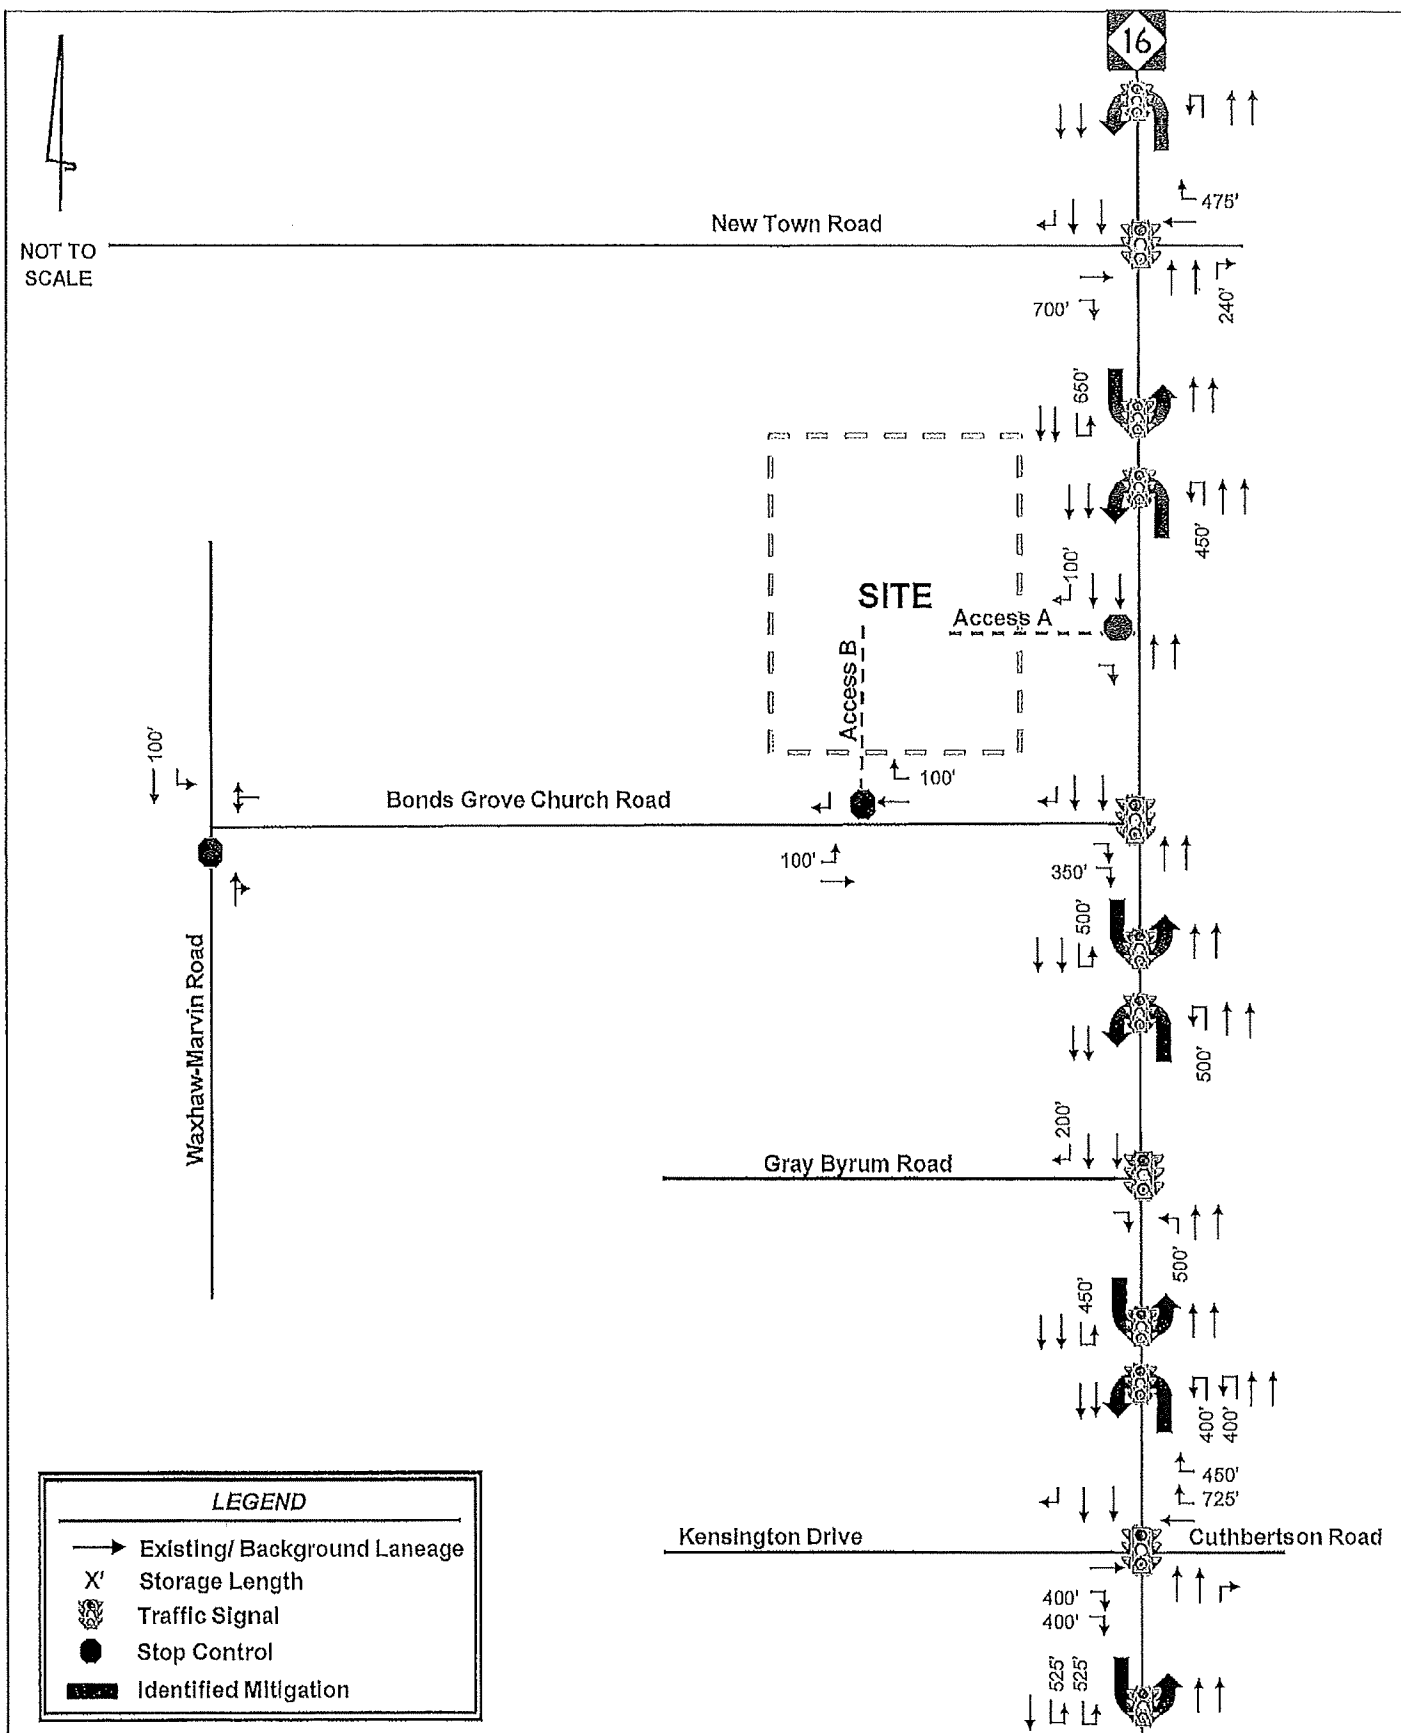 16
475'
New Town Road
NOT TO
SCALE
700'
240'
650'
450'
100'
SITE
Access A
Access B
100'
100'
Bonds Grove Church Road
100'
350'
500'
Waxhaw-Marvin Road
500'
200'
Gray Byrum Road
500'
450'
400'
400'
450'
725'
Kensington Drive
Cuthbertson Road
400'
400'
525'
525'
LEGEND
Existing/ Background Laneage
X' Storage Length
Traffic Signal
Stop Control
Identified Mitigation